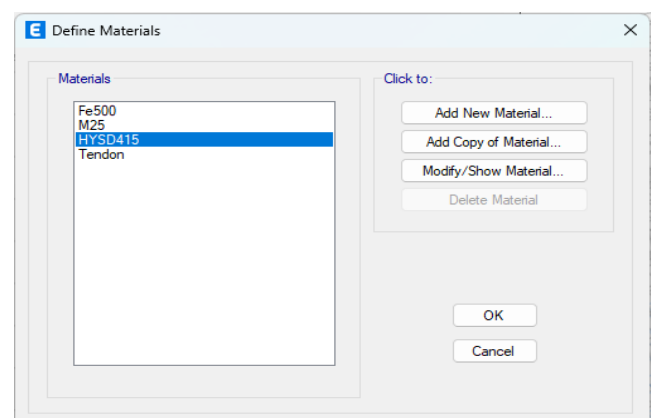 E Define Materials
Materials
Fe500
M25
HYSD415
Tendon
Click to:
Add New Material...
Add Copy of Material...
Modify/Show Material...
Delete Material
OK
Cancel